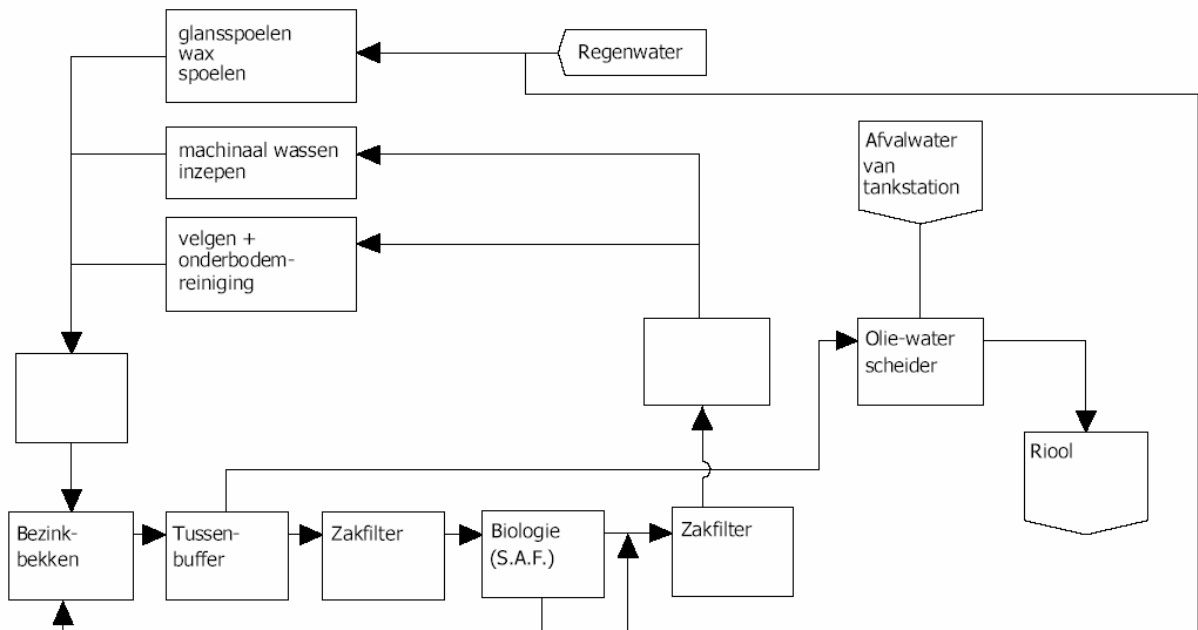 glansspoelen
wax
spoelen
Regenwater
machinaal wassen
inzepen
Afvalwater
van
tankstation
velgen +
onderbodem-
reiniging
Olie-water
scheider
Riool
Bezink-
bekken
Tussen-
buffer
Zakfilter
Biologie
(S.A.F.)
Zakfilter